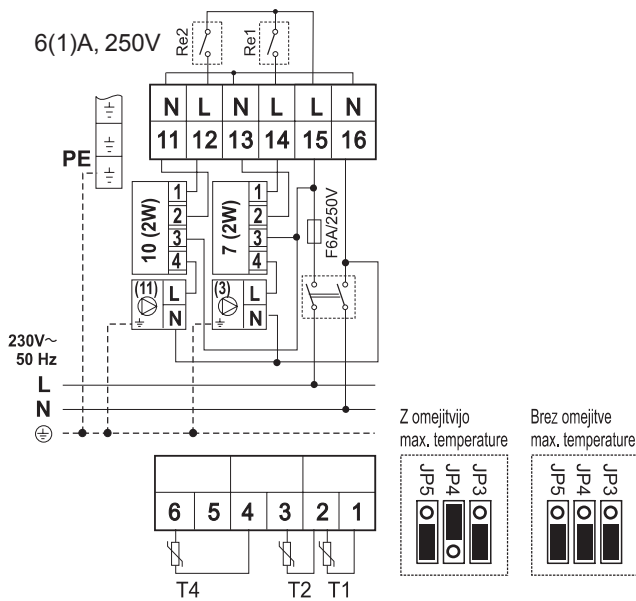 6(1)A, 250V
Re2
Re1
N L N L L N
11 12 13 14 15 16
PE
10 (2W)
1
2
3
4
7 (2W)
1
2
3
4
F6A/250V
(11) L
N
(3) L
N
230V~
50 Hz
L
N
Z omejitvijo
max. temperature
JP5 JP4 JP3
Brez omejitve
max. temperature
JP5 JP4 JP3
6 5 4 3 2 1
T4 T2 T1